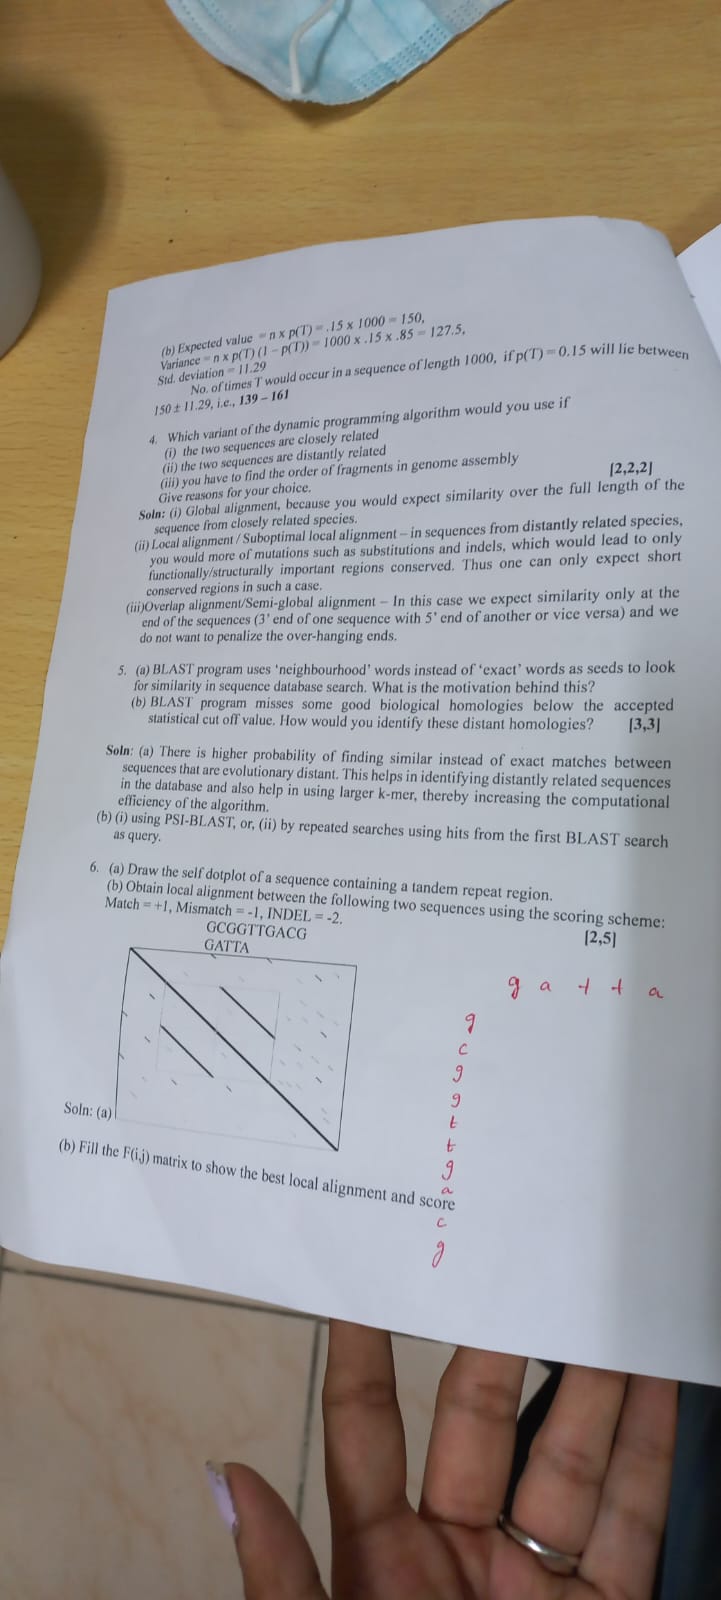 (b) Expected value = n x p(T) = .15 x 1000 = 150,
Variance = n x p(T) (1 – p(T)) = 1000 x .15 x .85 = 127.5,
Std. deviation = 11.29
No. of times T would occur in a sequence of length 1000, if p(T) = 0.15 will lie between
150 ± 11.29, i.e., 139 – 161
4. Which variant of the dynamic programming algorithm would you use if
(i) the two sequences are closely related
(ii) the two sequences are distantly related
(iii) you have to find the order of fragments in genome assembly
Give reasons for your choice. [2,2,2]
Soln: (i) Global alignment, because you would expect similarity over the full length of the
sequence from closely related species.
(ii) Local alignment / Suboptimal local alignment – in sequences from distantly related species,
you would more of mutations such as substitutions and indels, which would lead to only
functionally/structurally important regions conserved. Thus one can only expect short
conserved regions in such a case.
(iii)Overlap alignment/Semi-global alignment – In this case we expect similarity only at the
end of the sequences (3' end of one sequence with 5' end of another or vice versa) and we
do not want to penalize the over-hanging ends.
5. (a) BLAST program uses 'neighbourhood' words instead of 'exact' words as seeds to look
for similarity in sequence database search. What is the motivation behind this?
(b) BLAST program misses some good biological homologies below the accepted
statistical cut off value. How would you identify these distant homologies? [3,3]
Soln: (a) There is higher probability of finding similar instead of exact matches between
sequences that are evolutionary distant. This helps in identifying distantly related sequences
in the database and also help in using larger k-mer, thereby increasing the computational
efficiency of the algorithm.
(b) (i) using PSI-BLAST, or, (ii) by repeated searches using hits from the first BLAST search
as query.
6. (a) Draw the self dotplot of a sequence containing a tandem repeat region.
(b) Obtain local alignment between the following two sequences using the scoring scheme:
Match = +1, Mismatch = -1, INDEL = -2. [2,5]
GCGGTTGACG
GATTA
g a t t a
g
c
g
g
t
t
g
a
c
g
Soln: (a)
(b) Fill the F(i,j) matrix to show the best local alignment and score